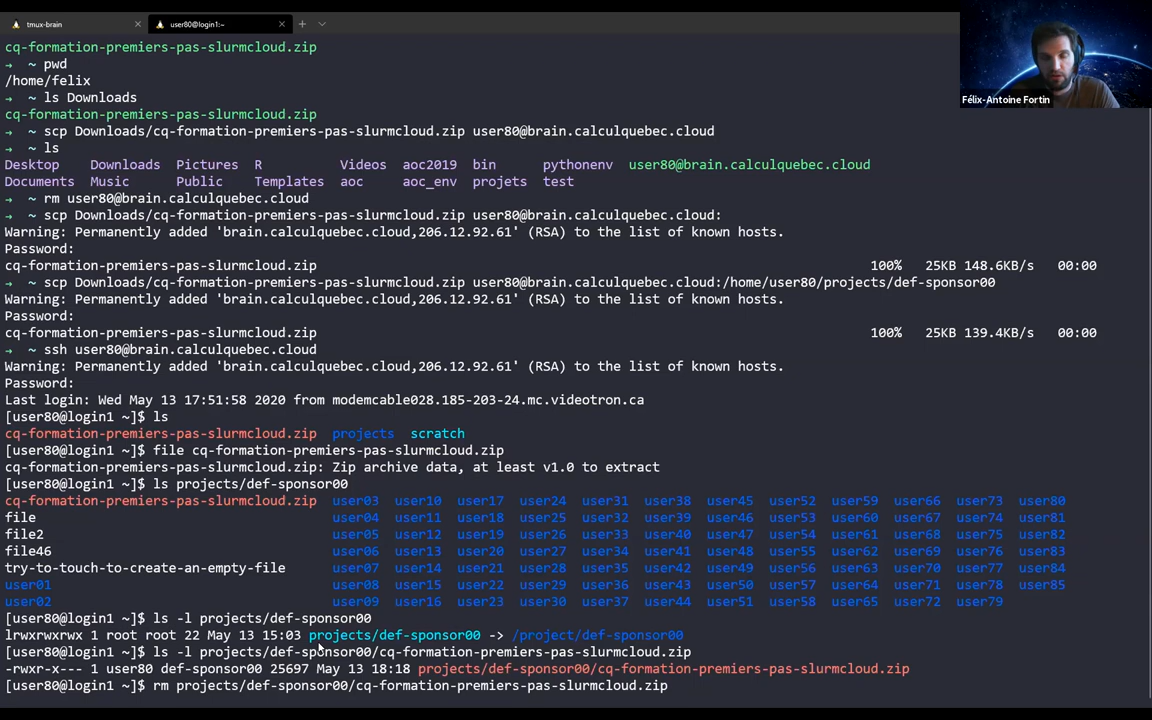 tmux-brain
user80@login1:~
Félix-Antoine Fortin
cq-formation-premiers-pas-slurmcloud.zip
→ ~ pwd
/home/felix
→ ~ ls Downloads
cq-formation-premiers-pas-slurmcloud.zip
→ ~ scp Downloads/cq-formation-premiers-pas-slurmcloud.zip user80@brain.calculquebec.cloud
→ ~ ls
Desktop Downloads Pictures R Videos aoc2019 bin pythonenv user80@brain.calculquebec.cloud
Documents Music Public Templates aoc aoc_env projets test
→ ~ rm user80@brain.calculquebec.cloud
→ ~ scp Downloads/cq-formation-premiers-pas-slurmcloud.zip user80@brain.calculquebec.cloud:
Warning: Permanently added 'brain.calculquebec.cloud,206.12.92.61' (RSA) to the list of known hosts.
Password:
cq-formation-premiers-pas-slurmcloud.zip 100% 25KB 148.6KB/s 00:00
→ ~ scp Downloads/cq-formation-premiers-pas-slurmcloud.zip user80@brain.calculquebec.cloud:/home/user80/projects/def-sponsor00
Warning: Permanently added 'brain.calculquebec.cloud,206.12.92.61' (RSA) to the list of known hosts.
Password:
cq-formation-premiers-pas-slurmcloud.zip 100% 25KB 139.4KB/s 00:00
→ ~ ssh user80@brain.calculquebec.cloud
Warning: Permanently added 'brain.calculquebec.cloud,206.12.92.61' (RSA) to the list of known hosts.
Password:
Last login: Wed May 13 17:51:58 2020 from modemcable028.185-203-24.mc.videotron.ca
[user80@login1 ~]$ ls
cq-formation-premiers-pas-slurmcloud.zip projects scratch
[user80@login1 ~]$ file cq-formation-premiers-pas-slurmcloud.zip
cq-formation-premiers-pas-slurmcloud.zip: Zip archive data, at least v1.0 to extract
[user80@login1 ~]$ ls projects/def-sponsor00
cq-formation-premiers-pas-slurmcloud.zip user03 user10 user17 user24 user31 user38 user45 user52 user59 user66 user73 user80
file user04 user11 user18 user25 user32 user39 user46 user53 user60 user67 user74 user81
file2 user05 user12 user19 user26 user33 user40 user47 user54 user61 user68 user75 user82
file46 user06 user13 user20 user27 user34 user41 user48 user55 user62 user69 user76 user83
try-to-touch-to-create-an-empty-file user07 user14 user21 user28 user35 user42 user49 user56 user63 user70 user77 user84
user01 user08 user15 user22 user29 user36 user43 user50 user57 user64 user71 user78 user85
user02 user09 user16 user23 user30 user37 user44 user51 user58 user65 user72 user79
[user80@login1 ~]$ ls -l projects/def-sponsor00
lrwxrwxrwx 1 root root 22 May 13 15:03 projects/def-sponsor00 -> /project/def-sponsor00
[user80@login1 ~]$ ls -l projects/def-sponsor00/cq-formation-premiers-pas-slurmcloud.zip
-rwxr-x--- 1 user80 def-sponsor00 25697 May 13 18:18 projects/def-sponsor00/cq-formation-premiers-pas-slurmcloud.zip
[user80@login1 ~]$ rm projects/def-sponsor00/cq-formation-premiers-pas-slurmcloud.zip